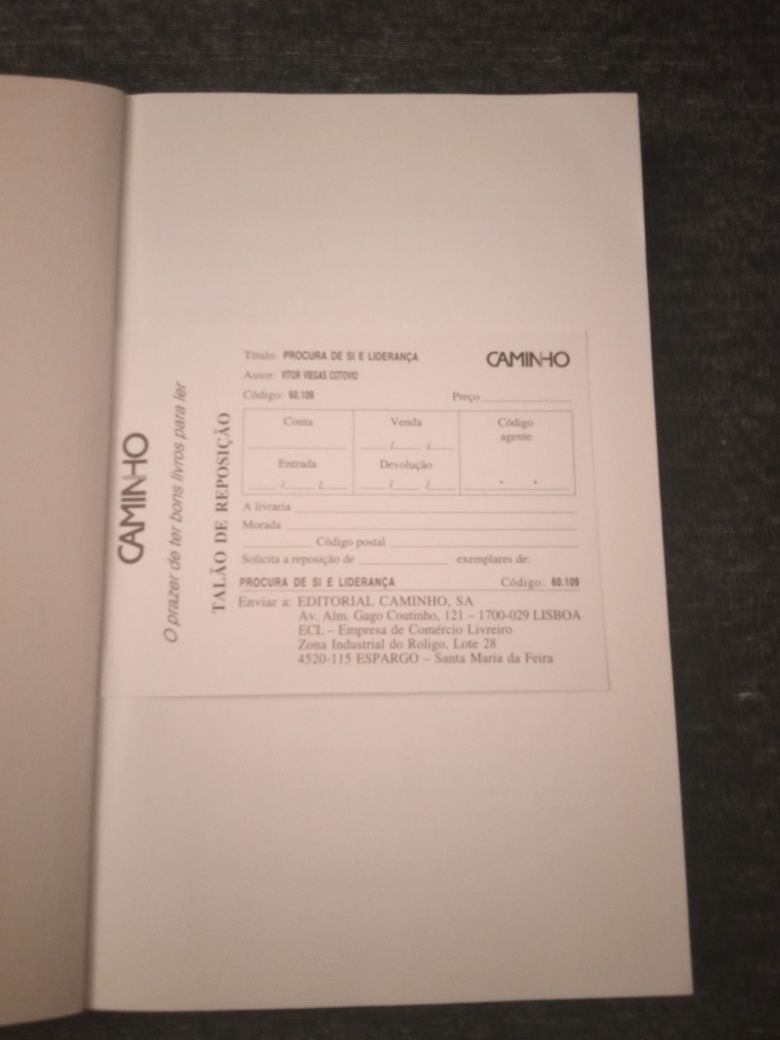 CAMINHO
O prazer de ter bons livros para ler
TALÃO DE REPOSIÇÃO
Título: PROCURA DE SI E LIDERANÇA
CAMINHO
Autor: VITOR VIEGAS COTOVIO
Código: 60.109
Preço
Conta
Venda
Código
agente
Entrada
Devolução
A livraria
Morada
Código postal
Solicita a reposição de exemplares de:
PROCURA DE SI E LIDERANÇA Código: 60.109
Enviar a: EDITORIAL CAMINHO, SA
Av. Alm. Gago Coutinho, 121 – 1700-029 LISBOA
ECL – Empresa de Comércio Livreiro
Zona Industrial do Roligo, Lote 28
4520-115 ESPARGO – Santa Maria da Feira